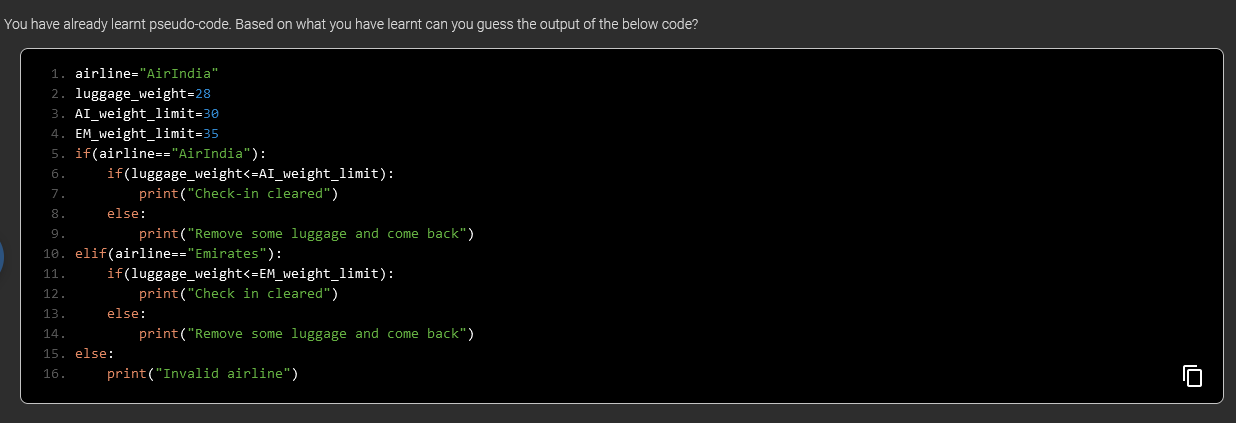 You have already learnt pseudo-code. Based on what you have learnt can you guess the output of the below code?
1. airline="AirIndia"
2. luggage_weight=28
3. AI_weight_limit=30
4. EM_weight_limit=35
5. if(airline=="AirIndia"):
6.     if(luggage_weight<=AI_weight_limit):
7.         print("Check-in cleared")
8.     else:
9.         print("Remove some luggage and come back")
10. elif(airline=="Emirates"):
11.     if(luggage_weight<=EM_weight_limit):
12.         print("Check in cleared")
13.     else:
14.         print("Remove some luggage and come back")
15. else:
16.     print("Invalid airline")